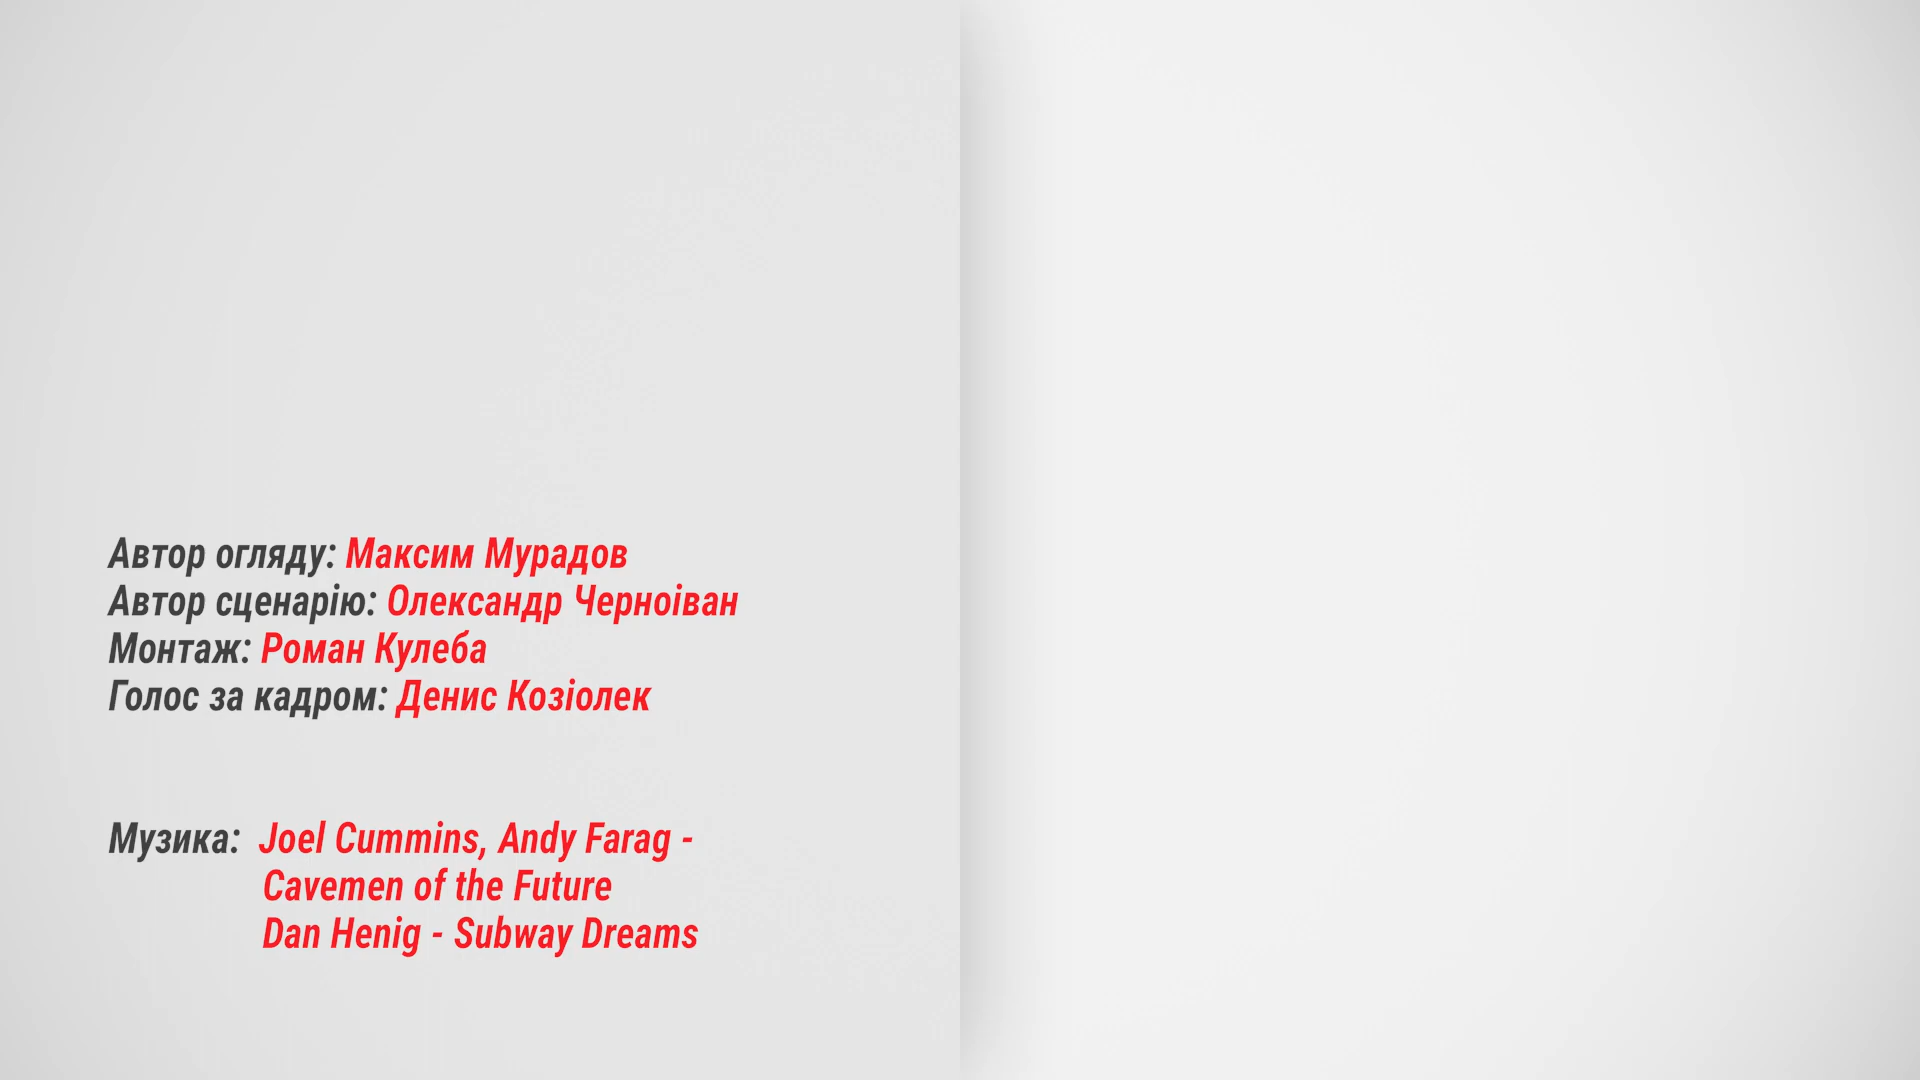 Автор огляду: Максим Мурадов
Автор сценарію: Олександр Черноіван
Монтаж: Роман Кулеба
Голос за кадром: Денис Козіолек
Музика: Joel Cummins, Andy Farag -
Cavemen of the Future
Dan Henig - Subway Dreams